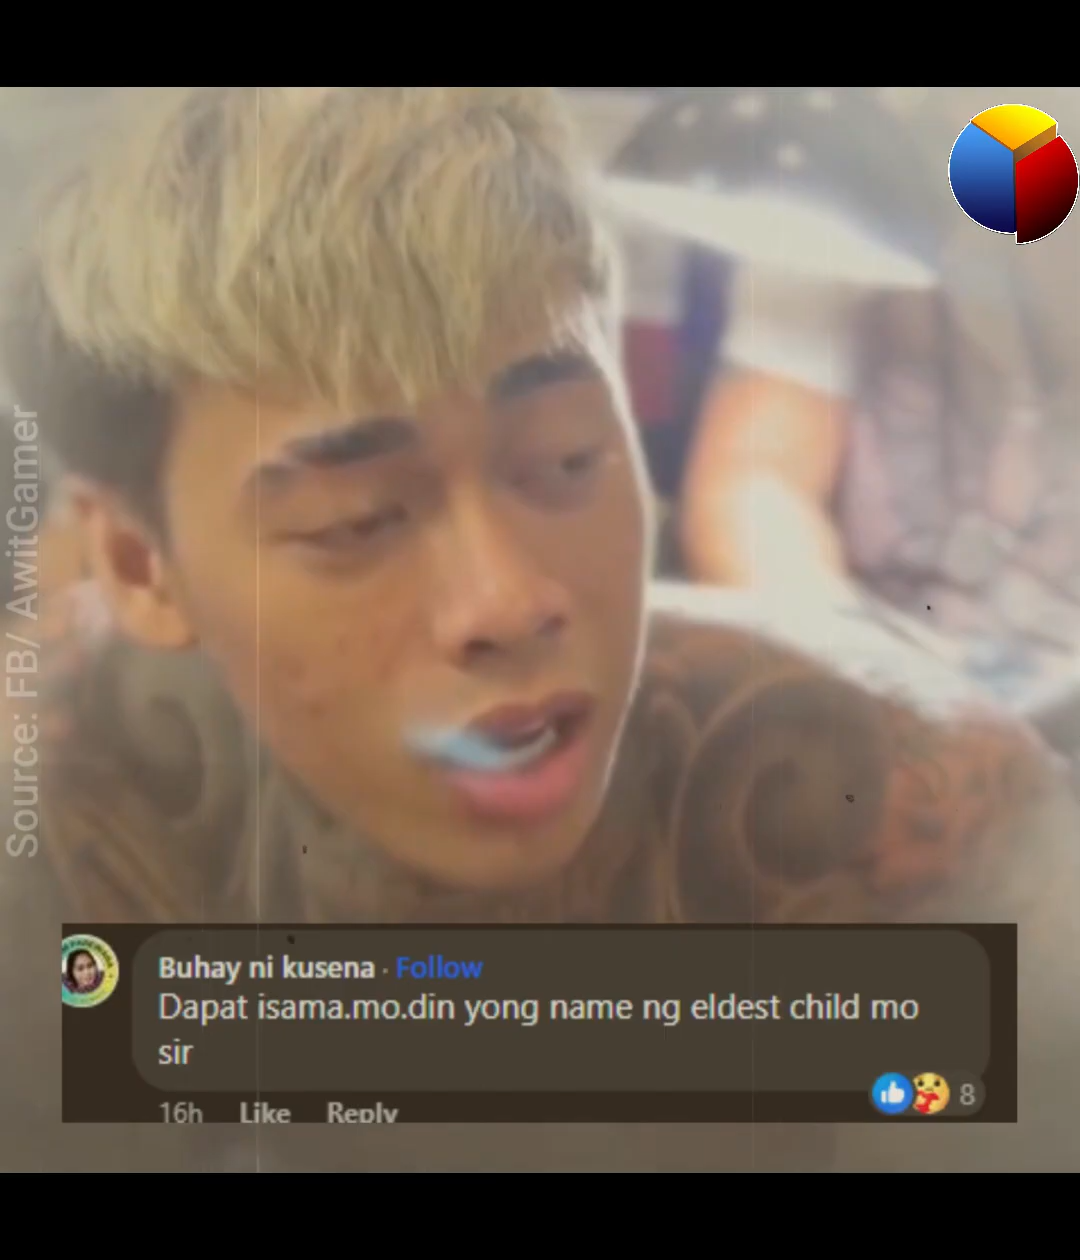 Source: FB/ AwitGamer
Buhay ni kusena · Follow
Dapat isama.mo.din yong name ng eldest child mo
sir
16h Like Reply
8